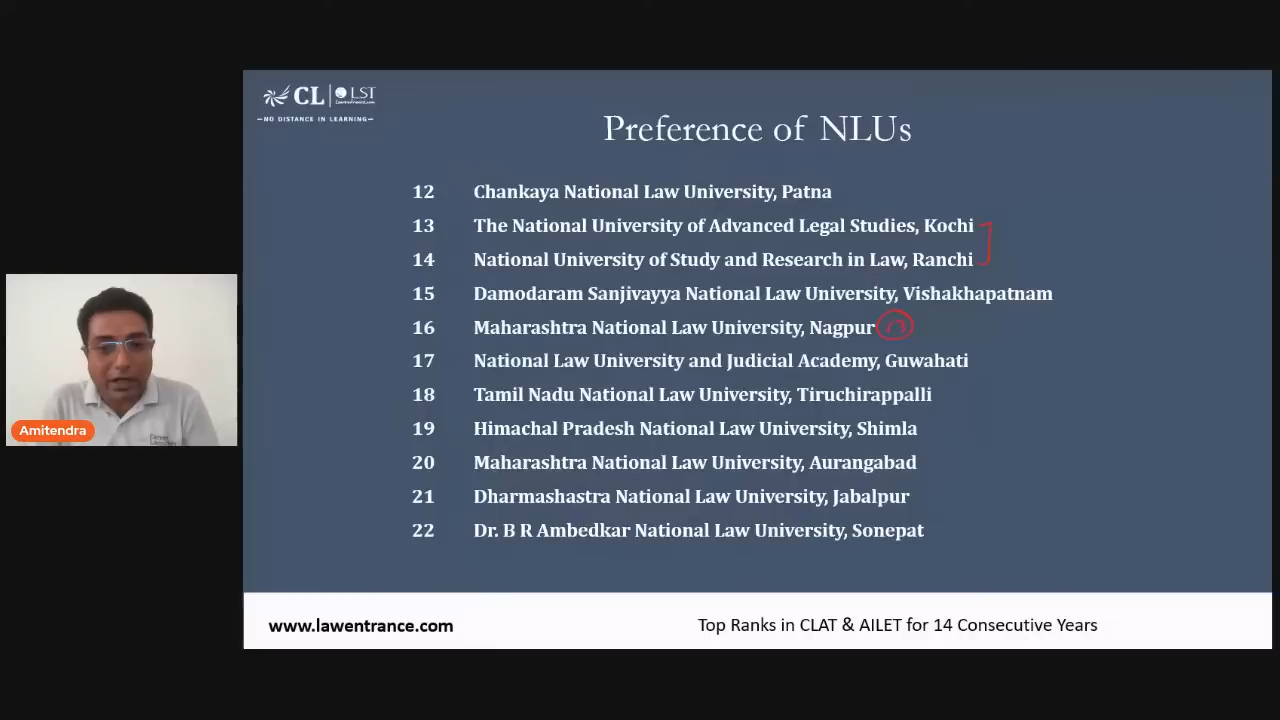 CL LST
NO DISTANCE IN LEARNING
Preference of NLUs
12 Chankaya National Law University, Patna
13 The National University of Advanced Legal Studies, Kochi
14 National University of Study and Research in Law, Ranchi
15 Damodaram Sanjivayya National Law University, Vishakhapatnam
16 Maharashtra National Law University, Nagpur
17 National Law University and Judicial Academy, Guwahati
18 Tamil Nadu National Law University, Tiruchirappalli
19 Himachal Pradesh National Law University, Shimla
20 Maharashtra National Law University, Aurangabad
21 Dharmashastra National Law University, Jabalpur
22 Dr. B R Ambedkar National Law University, Sonepat
Amitendra
www.lawentrance.com
Top Ranks in CLAT & AILET for 14 Consecutive Years